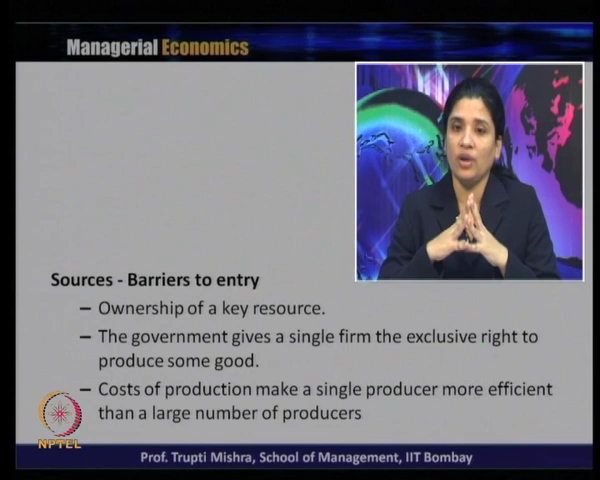 Managerial Economics
Sources - Barriers to entry
– Ownership of a key resource.
– The government gives a single firm the exclusive right to
produce some good.
– Costs of production make a single producer more efficient
than a large number of producers
NPTEL
Prof. Trupti Mishra, School of Management, IIT Bombay